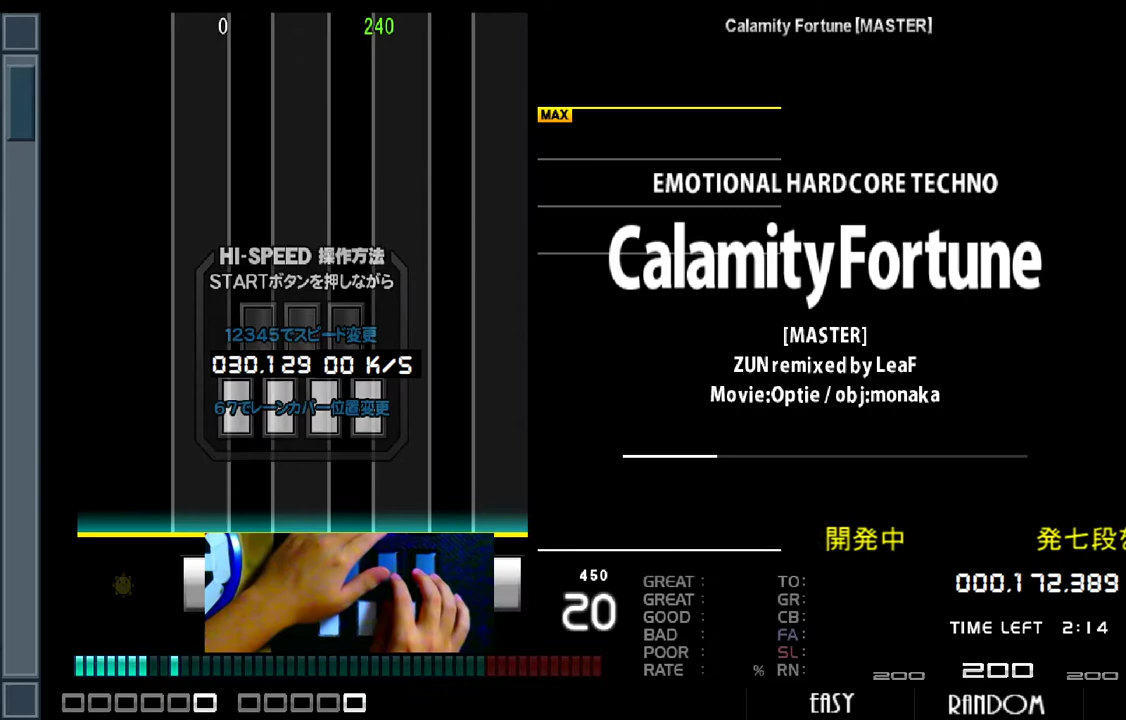 0 240
Calamity Fortune [MASTER]
MAX
EMOTIONAL HARDCORE TECHNO
Calamity Fortune
[MASTER]
ZUN remixed by LeaF
Movie:Optie / obj:monaka
HI-SPEED 操作方法
STARTボタンを押しながら
12345でスピード変更
030,129 00 K/S
67でレーンカバー位置変更
開発中 発七段を
450
20
GREAT : TO:
GREAT : GR:
GOOD : CB:
BAD : FA:
POOR : SL:
RATE : % RN:
000,172,389
TIME LEFT 2:14
200 200 200
EASY RANDOM